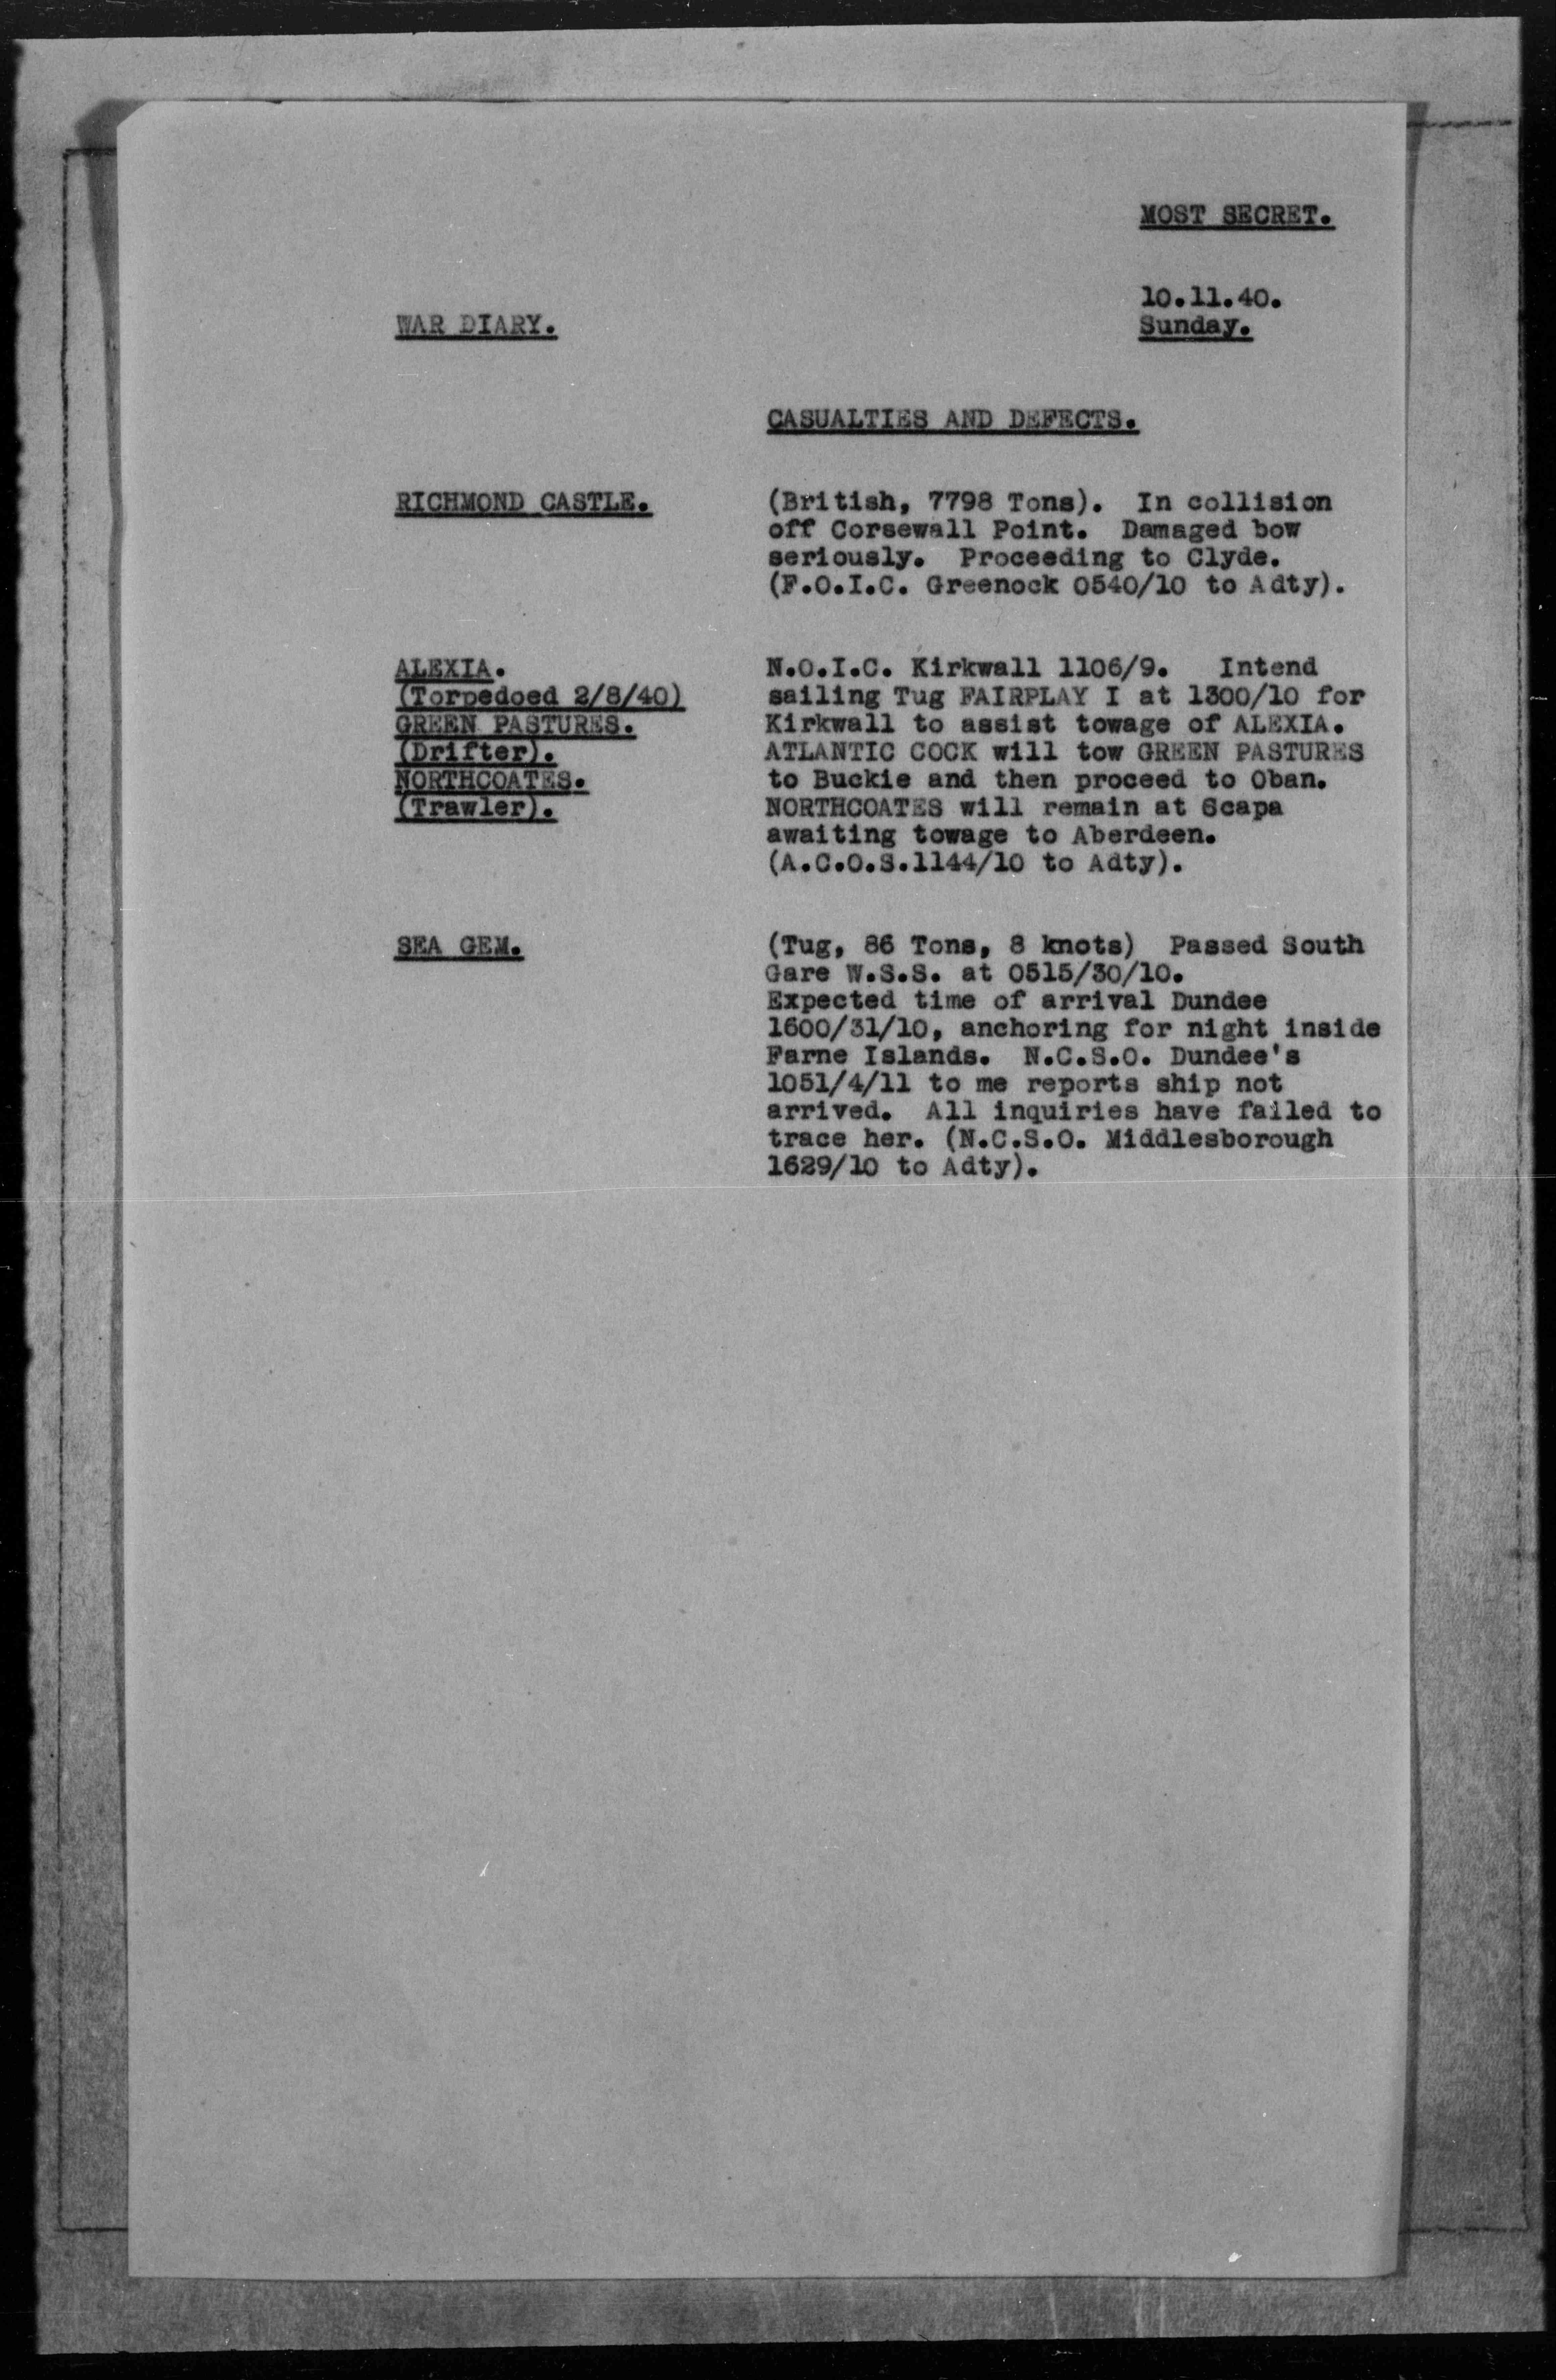 MOST SECRET.
10.11.40.
WAR DIARY.
Sunday.
CASUALTIES AND DEFECTS.
RICHMOND CASTLE.
(British, 7798 Tons). In collision
off Corsewall Point. Damaged bow
seriously. Proceeding to Clyde.
(F.O.I.C. Greenock 0540/10 to Adty).
ALEXIA.
(Torpedoed 2/8/40)
GREEN PASTURES.
(Drifter).
NORTHCOATES.
(Trawler).
N.O.I.C. Kirkwall 1106/9. Intend
sailing Tug FAIRPLAY I at 1300/10 for
Kirkwall to assist towage of ALEXIA.
ATLANTIC COCK will tow GREEN PASTURES
to Buckie and then proceed to Oban.
NORTHCOATES will remain at Scapa
awaiting towage to Aberdeen.
(A.C.O.S.1144/10 to Adty).
SEA GEM.
(Tug, 86 Tons, 8 knots) Passed South
Gare W.S.S. at 0515/30/10.
Expected time of arrival Dundee
1600/31/10, anchoring for night inside
Farne Islands. N.C.S.O. Dundee's
1051/4/11 to me reports ship not
arrived. All inquiries have failed to
trace her. (N.C.S.O. Middlesborough
1629/10 to Adty).